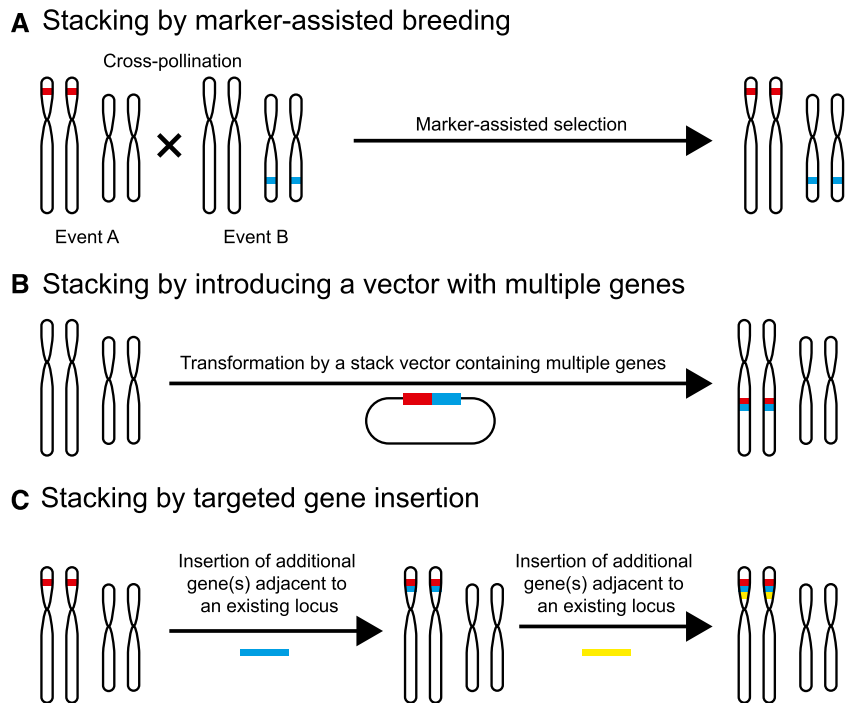 A Stacking by marker-assisted breeding
Cross-pollination
Marker-assisted selection
Event A
Event B
B Stacking by introducing a vector with multiple genes
Transformation by a stack vector containing multiple genes
C Stacking by targeted gene insertion
Insertion of additional
gene(s) adjacent to
an existing locus
Insertion of additional
gene(s) adjacent to
an existing locus